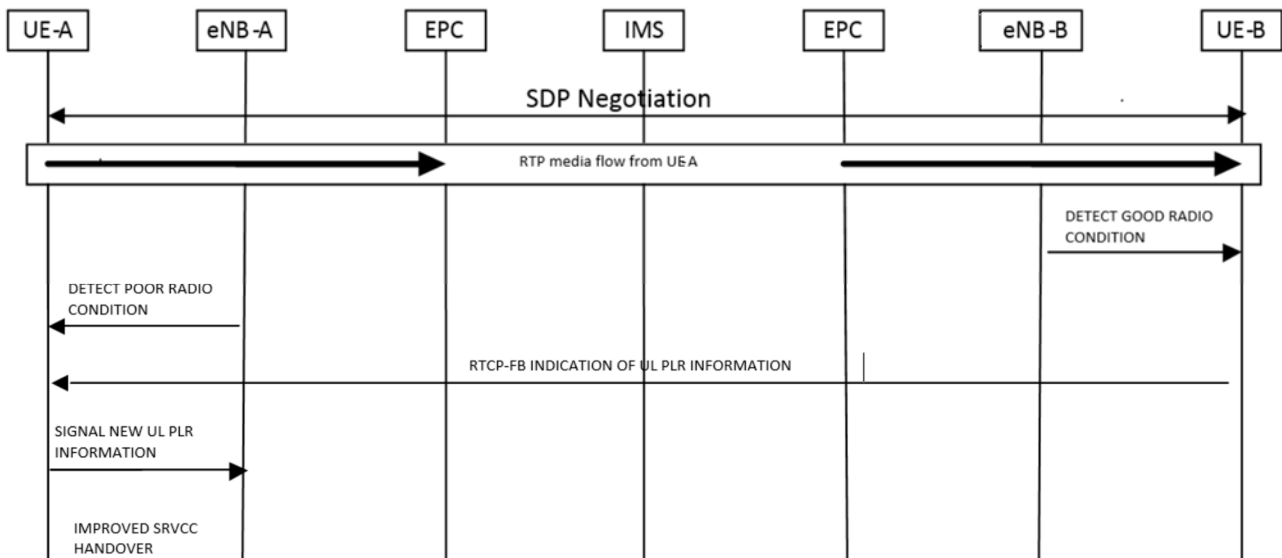 UE-A
eNB-A
EPC
IMS
EPC
eNB-B
UE-B
SDP Negotiation
RTP media flow from UE-A
DETECT GOOD RADIO
CONDITION
DETECT POOR RADIO
CONDITION
RTCP-FB INDICATION OF UL PLR INFORMATION
SIGNAL NEW UL PLR
INFORMATION
IMPROVED SRVCC
HANDOVER